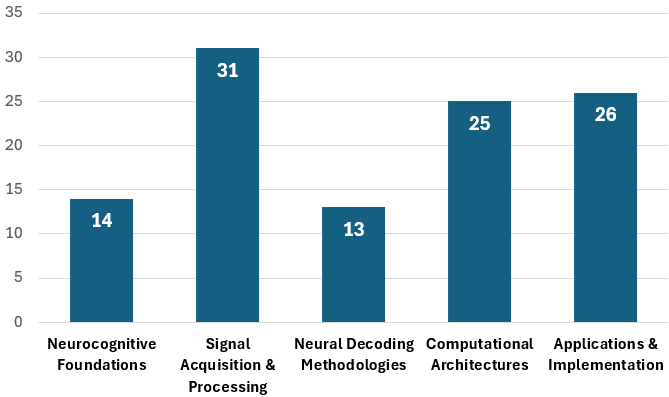 35
30
25
20
15
10
5
0
14
31
13
25
26
Neurocognitive
Foundations
Signal
Acquisition &
Processing
Neural Decoding
Methodologies
Computational
Architectures
Applications &
Implementation